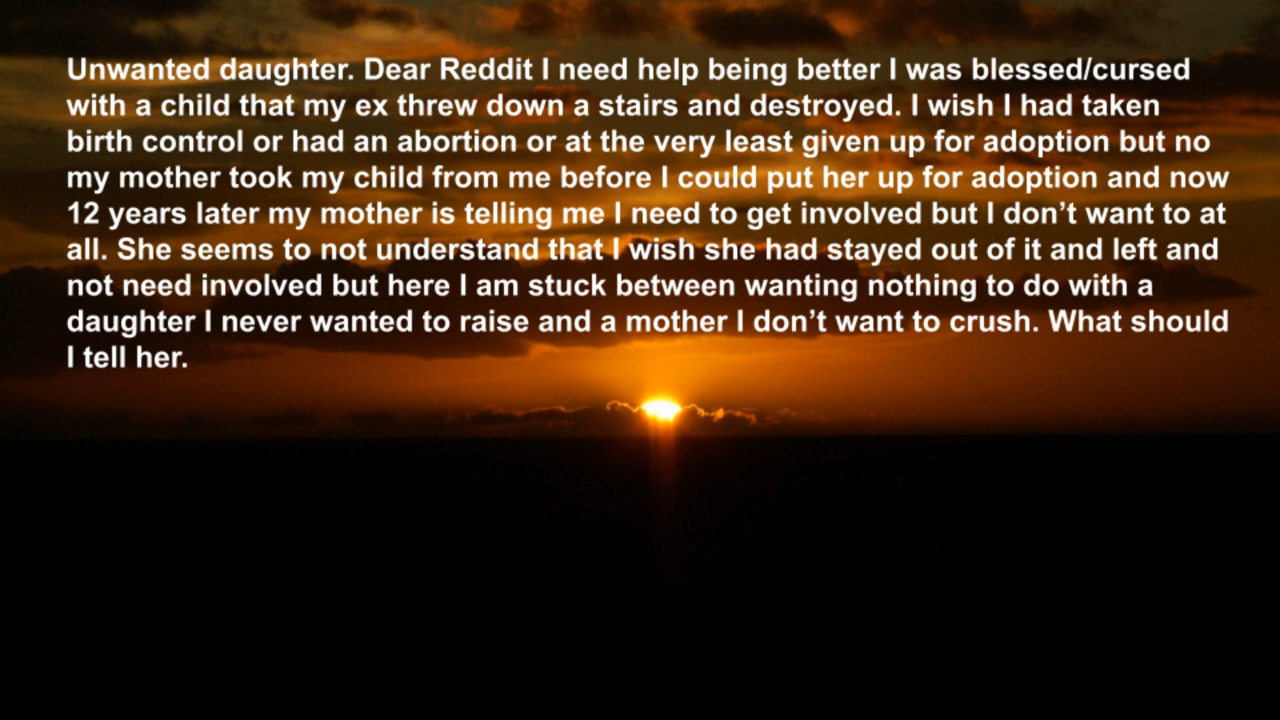 Unwanted daughter. Dear Reddit I need help being better I was blessed/cursed
with a child that my ex threw down a stairs and destroyed. I wish I had taken
birth control or had an abortion or at the very least given up for adoption but no
my mother took my child from me before I could put her up for adoption and now
12 years later my mother is telling me I need to get involved but I don’t want to at
all. She seems to not understand that I wish she had stayed out of it and left and
not need involved but here I am stuck between wanting nothing to do with a
daughter I never wanted to raise and a mother I don’t want to crush. What should
I tell her.